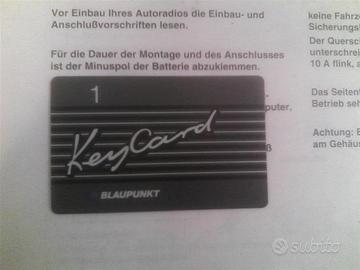 Vor Einbau Ihres Autoradios die Einbau- und
Anschlußvorschriften lesen.
Für die Dauer der Montage und des Anschlusses
ist der Minuspol der Batterie abzuklemmen.
1
KeyCard
BLAUPUNKT
keine Fahrze
Sicherungs
Der Quersc
unterschrei
10 A flink, a
Das Seitent
Betrieb seh
Achtung: E
am Gehäus
subito